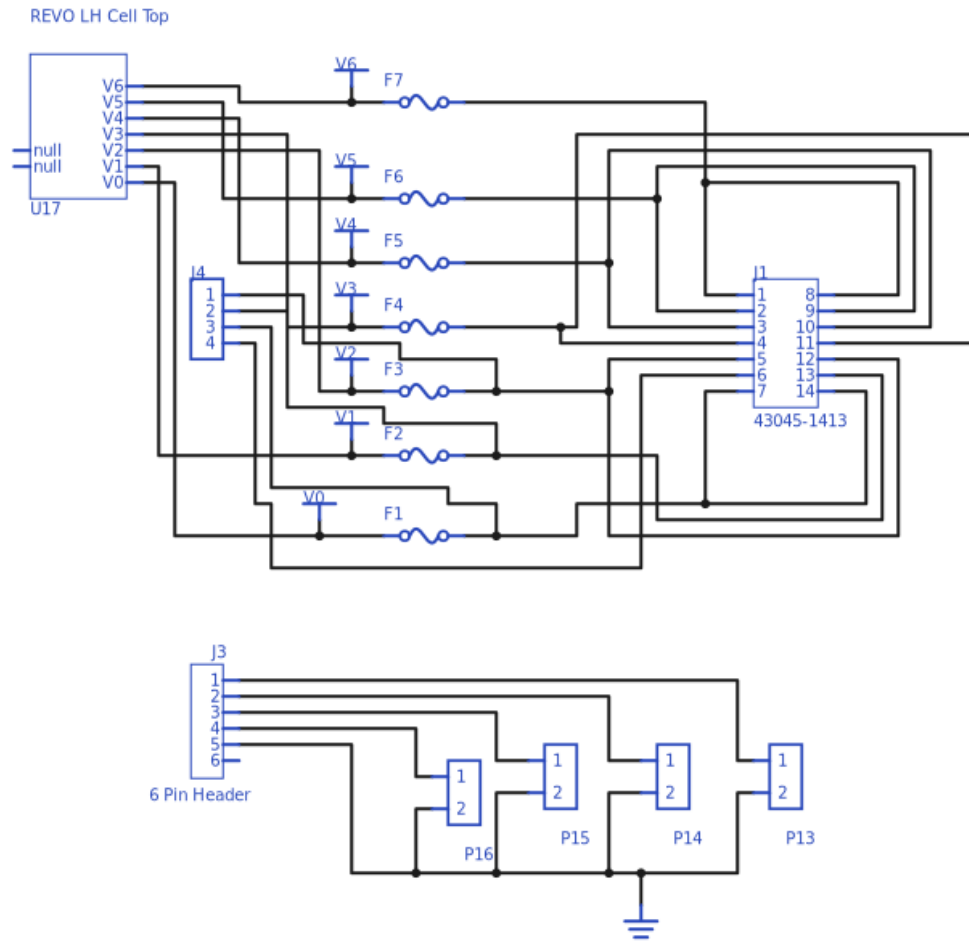 REVO LH Cell Top
V6
V5
V4
V3
V2
V1
V0
null
null
U17
V6
F7
V5
F6
V4
F5
V3
F4
V2
F3
V1
F2
V0
F1
J4
1
2
3
4
J1
1 8
2 9
3 10
4 11
5 12
6 13
7 14
43045-1413
J3
1
2
3
4
5
6
6 Pin Header
1
2
P16
1
2
P15
1
2
P14
1
2
P13